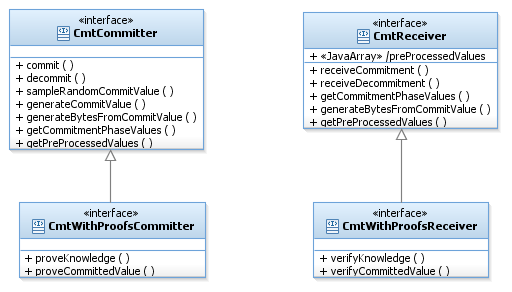 «interface»
CmtCommitter
+ commit ( )
+ decommit ( )
+ sampleRandomCommitValue ( )
+ generateCommitValue ( )
+ generateBytesFromCommitValue ( )
+ getCommitmentPhaseValues ( )
+ getPreProcessedValues ( )
«interface»
CmtReceiver
+ «JavaArray» /preProcessedValues
+ receiveCommitment ( )
+ receiveDecommitment ( )
+ getCommitmentPhaseValues ( )
+ generateBytesFromCommitValue ( )
+ getPreProcessedValues ( )
«interface»
CmtWithProofsCommitter
+ proveKnowledge ( )
+ proveCommittedValue ( )
«interface»
CmtWithProofsReceiver
+ verifyKnowledge ( )
+ verifyCommittedValue ( )